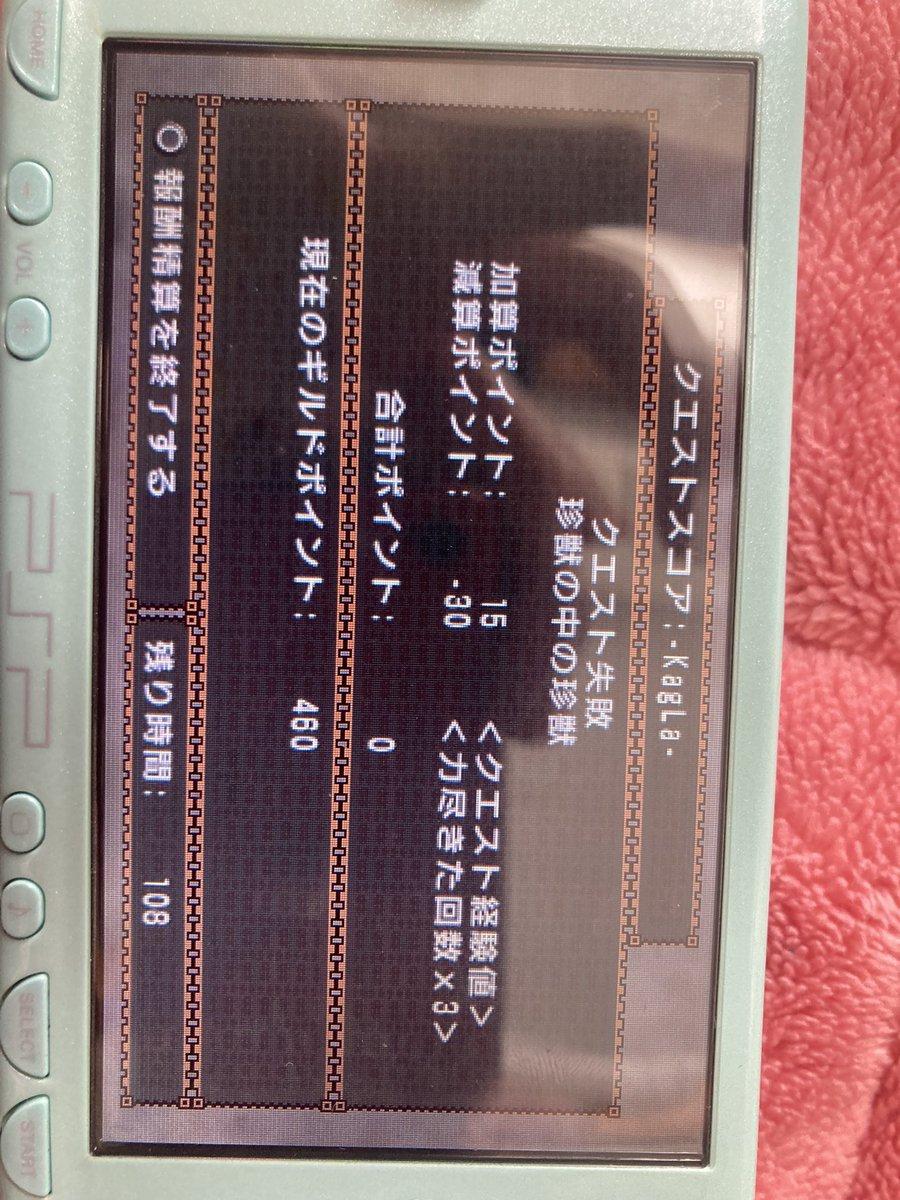 クエストスコア:-Kagla-
クエスト失敗
珍獣の中の珍獣
加算ポイント: 15 <クエスト経験値>
減算ポイント: -30 <力尽きた回数×3>
合計ポイント: 0
現在のギルドポイント: 460
○ 報酬精算を終了する
残り時間: 108
HOME
+
VOL
PSP
♪
SELECT
START